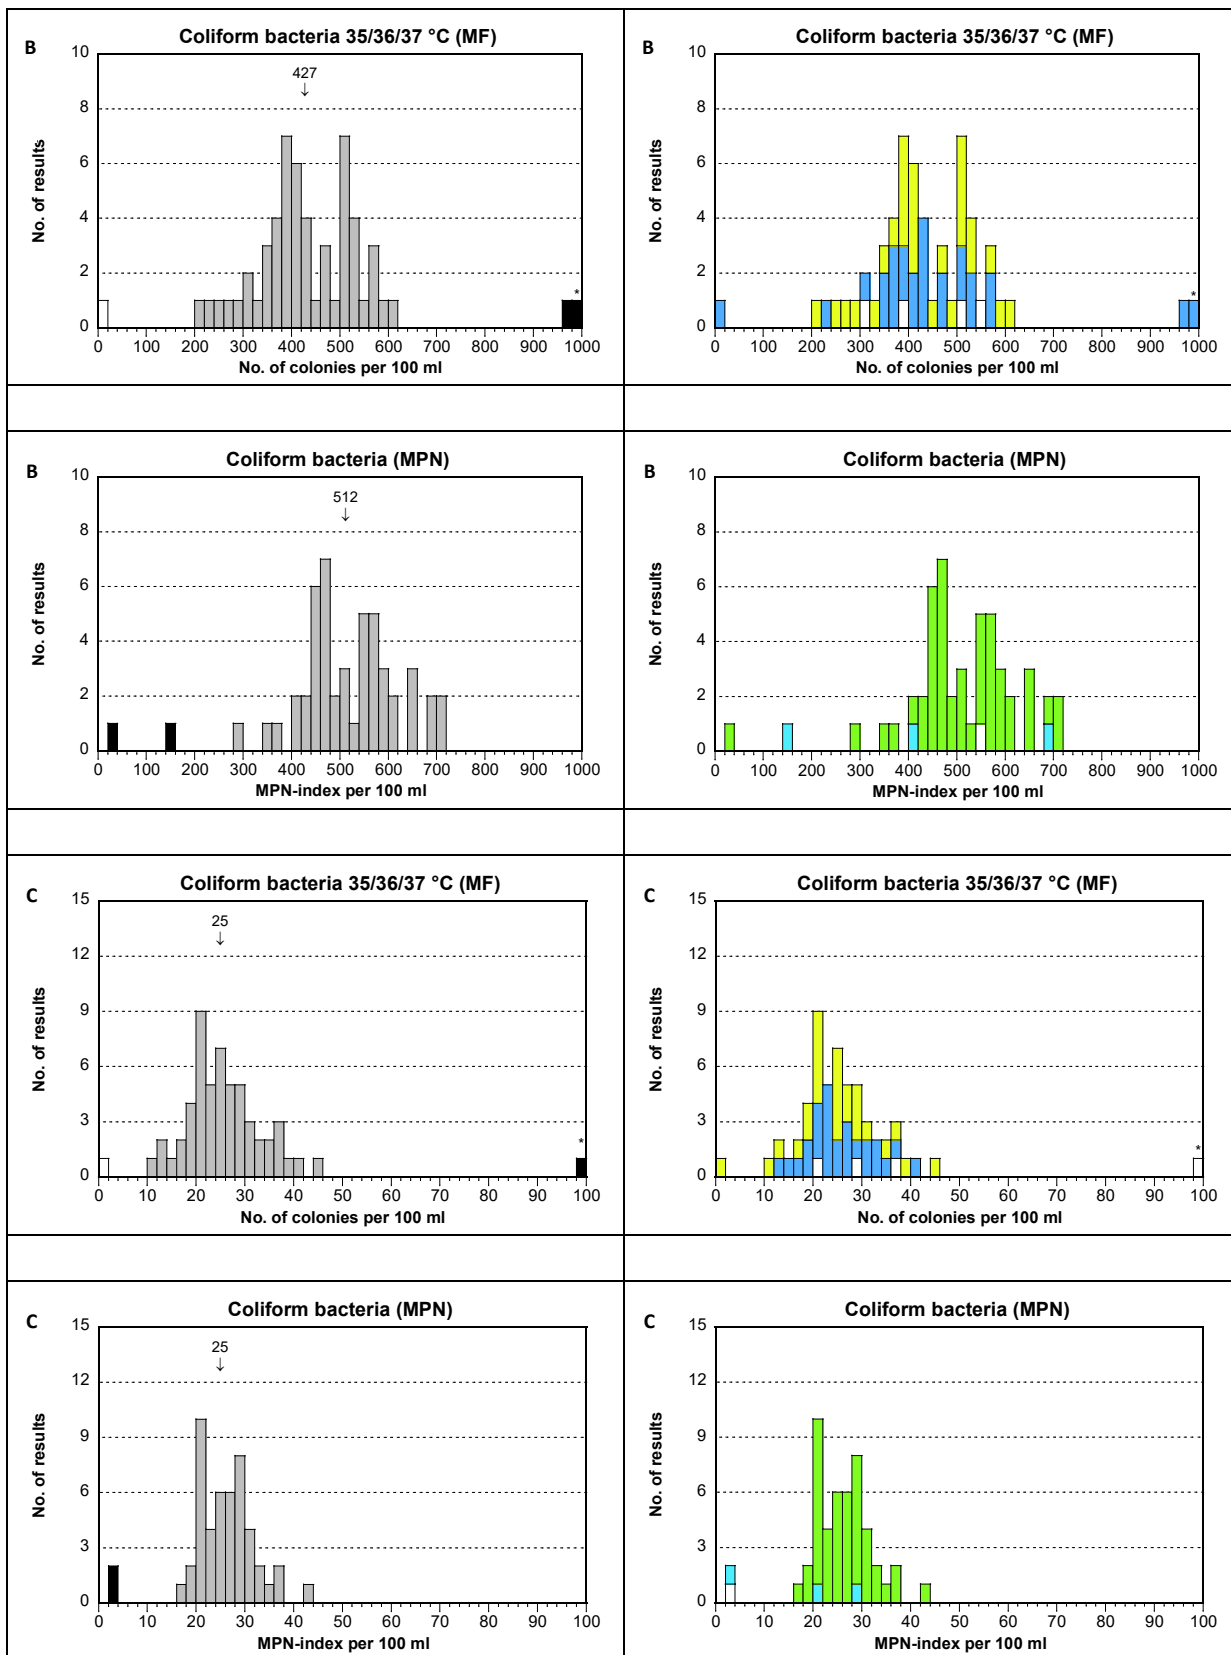 B
Coliform bacteria 35/36/37 °C (MF)
427
↓
No. of results
10
8
6
4
2
0
*
0 100 200 300 400 500 600 700 800 900 1000
No. of colonies per 100 ml
B
Coliform bacteria 35/36/37 °C (MF)
No. of results
10
8
6
4
2
0
*
0 100 200 300 400 500 600 700 800 900 1000
No. of colonies per 100 ml
B
Coliform bacteria (MPN)
512
↓
No. of results
10
8
6
4
2
0
0 100 200 300 400 500 600 700 800 900 1000
MPN-index per 100 ml
B
Coliform bacteria (MPN)
No. of results
10
8
6
4
2
0
0 100 200 300 400 500 600 700 800 900 1000
MPN-index per 100 ml
C
Coliform bacteria 35/36/37 °C (MF)
25
↓
No. of results
15
12
9
6
3
0
*
0 10 20 30 40 50 60 70 80 90 100
No. of colonies per 100 ml
C
Coliform bacteria 35/36/37 °C (MF)
No. of results
15
12
9
6
3
0
*
0 10 20 30 40 50 60 70 80 90 100
No. of colonies per 100 ml
C
Coliform bacteria (MPN)
25
↓
No. of results
15
12
9
6
3
0
0 10 20 30 40 50 60 70 80 90 100
MPN-index per 100 ml
C
Coliform bacteria (MPN)
No. of results
15
12
9
6
3
0
0 10 20 30 40 50 60 70 80 90 100
MPN-index per 100 ml